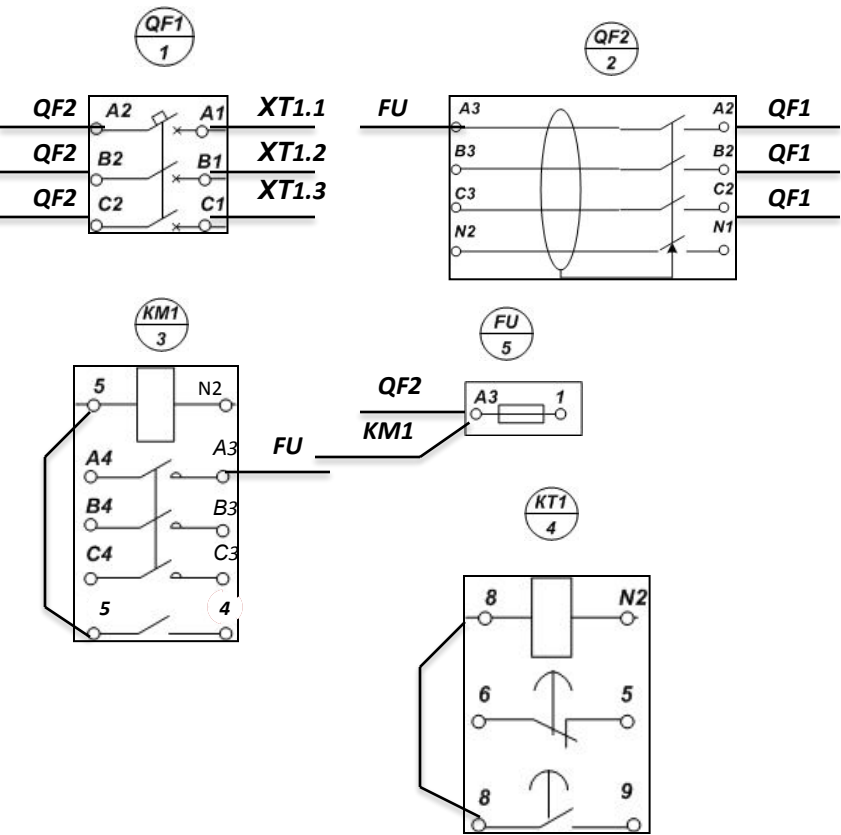 QF1
1
QF2
2
QF2 A2 A1 XT1.1
QF2 B2 B1 XT1.2
QF2 C2 C1 XT1.3
FU A3 A2 QF1
B3 B2 QF1
C3 C2 QF1
N2 N1
KM1
3
FU
5
5 N2
A4 A3 FU
B4 B3
C4 C3
5 4
QF2 A3 1
KM1
KT1
4
8 N2
6 5
8 9